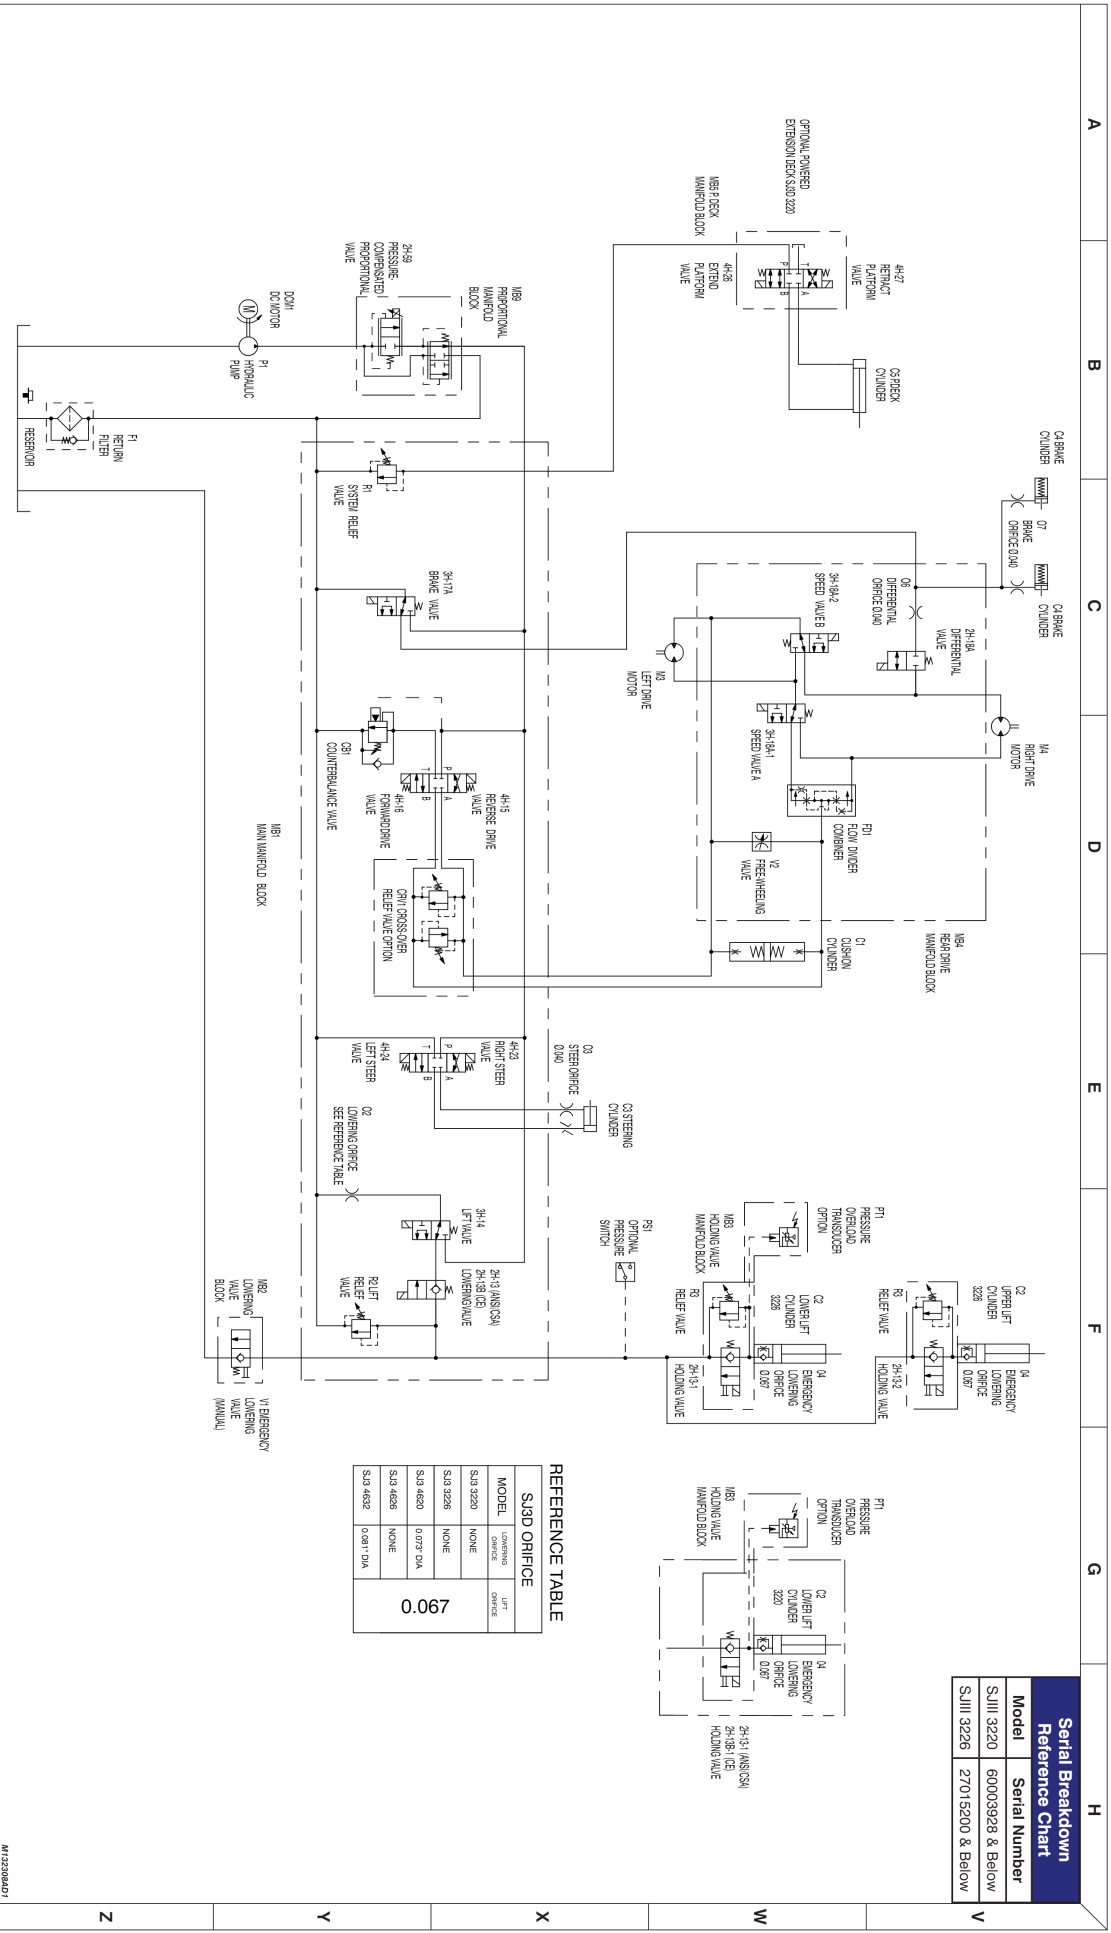 A
B
C
D
E
F
G
H
V
W
X
Y
Z
Serial Breakdown
Reference Chart
Model
Serial Number
SJIII 3220
60003928 & Below
SJIII 3226
27015200 & Below
C4 BRAKE
CYLINDER
O7
BRAKE
ORIFICE Ø.040
C4 BRAKE
CYLINDER
OPTIONAL POWERED
EXTENSION DECK SJ3D 3220
4H-27
RETRACT
PLATFORM
VALVE
T
P
A
B
4H-26
EXTEND
PLATFORM
VALVE
MB5 P. DECK
MANIFOLD BLOCK
C5 P.DECK
CYLINDER
O6
DIFFERENTIAL
ORIFICE Ø.040
2H-18A
DIFFERENTIAL
VALVE
3H-18A-2
SPEED VALVE B
M3
LEFT DRIVE
MOTOR
3H-18A-1
SPEED VALVE A
M4
RIGHT DRIVE
MOTOR
FD1
FLOW DIVIDER
COMBINER
V2
FREE-WHEELING
VALVE
MB4
REAR DRIVE
MANIFOLD BLOCK
C1
CUSHION
CYLINDER
C2
UPPER LIFT
CYLINDER
3226
R3
RELIEF VALVE
O4
EMERGENCY
LOWERING
ORIFICE
Ø.067
2H-13-2
HOLDING VALVE
PT1
PRESSURE
OVERLOAD
TRANSDUCER
OPTION
MB3
HOLDING VALVE
MANIFOLD BLOCK
C2
LOWER LIFT
CYLINDER
3226
R3
RELIEF VALVE
O4
EMERGENCY
LOWERING
ORIFICE
Ø.067
2H-13-1
HOLDING VALVE
PT1
PRESSURE
OVERLOAD
TRANSDUCER
OPTION
MB3
HOLDING VALVE
MANIFOLD BLOCK
C2
LOWER LIFT
CYLINDER
3220
O4
EMERGENCY
LOWERING
ORIFICE
Ø.067
2H-13-1 (ANSI/CSA)
2H-13B-1 (CE)
HOLDING VALVE
MB9
PROPORTIONAL
MANIFOLD
BLOCK
2H-59
PRESSURE-
COMPENSATED
PROPORTIONAL
VALVE
DCM1
DC MOTOR
M
P1
HYDRAULIC
PUMP
F1
RETURN
FILTER
RESERVOIR
R1
SYSTEM RELIEF
VALVE
3H-17A
BRAKE VALVE
CB1
COUNTERBALANCE VALVE
P
T
A
B
4H-15
REVERSE DRIVE
VALVE
4H-16
FORWARD DRIVE
VALVE
MB1
MAIN MANIFOLD BLOCK
CRV1 CROSS-OVER
RELIEF VALVE OPTION
P
T
A
B
4H-23
RIGHT STEER
VALVE
4H-24
LEFT STEER
VALVE
O3
STEER ORIFICE
Ø.040
C3 STEERING
CYLINDER
O2
LOWERING ORIFICE
SEE REFERENCE TABLE
3H-14
LIFT VALVE
2H-13 (ANSI/CSA)
2H-13B (CE)
LOWERING VALVE
R2 LIFT
RELIEF
VALVE
PS1
OPTIONAL
PRESSURE
SWITCH
MB2
LOWERING
VALVE
BLOCK
V1 EMERGENCY
LOWERING
VALVE
(MANUAL)
REFERENCE TABLE
SJ3D ORIFICE
MODEL
LOWERING
ORIFICE
LIFT
ORIFICE
SJ3 3220
NONE
SJ3 3226
NONE
SJ3 4620
0.073" DIA
SJ3 4626
NONE
SJ3 4632
0.081" DIA
0.067
M132308AD1